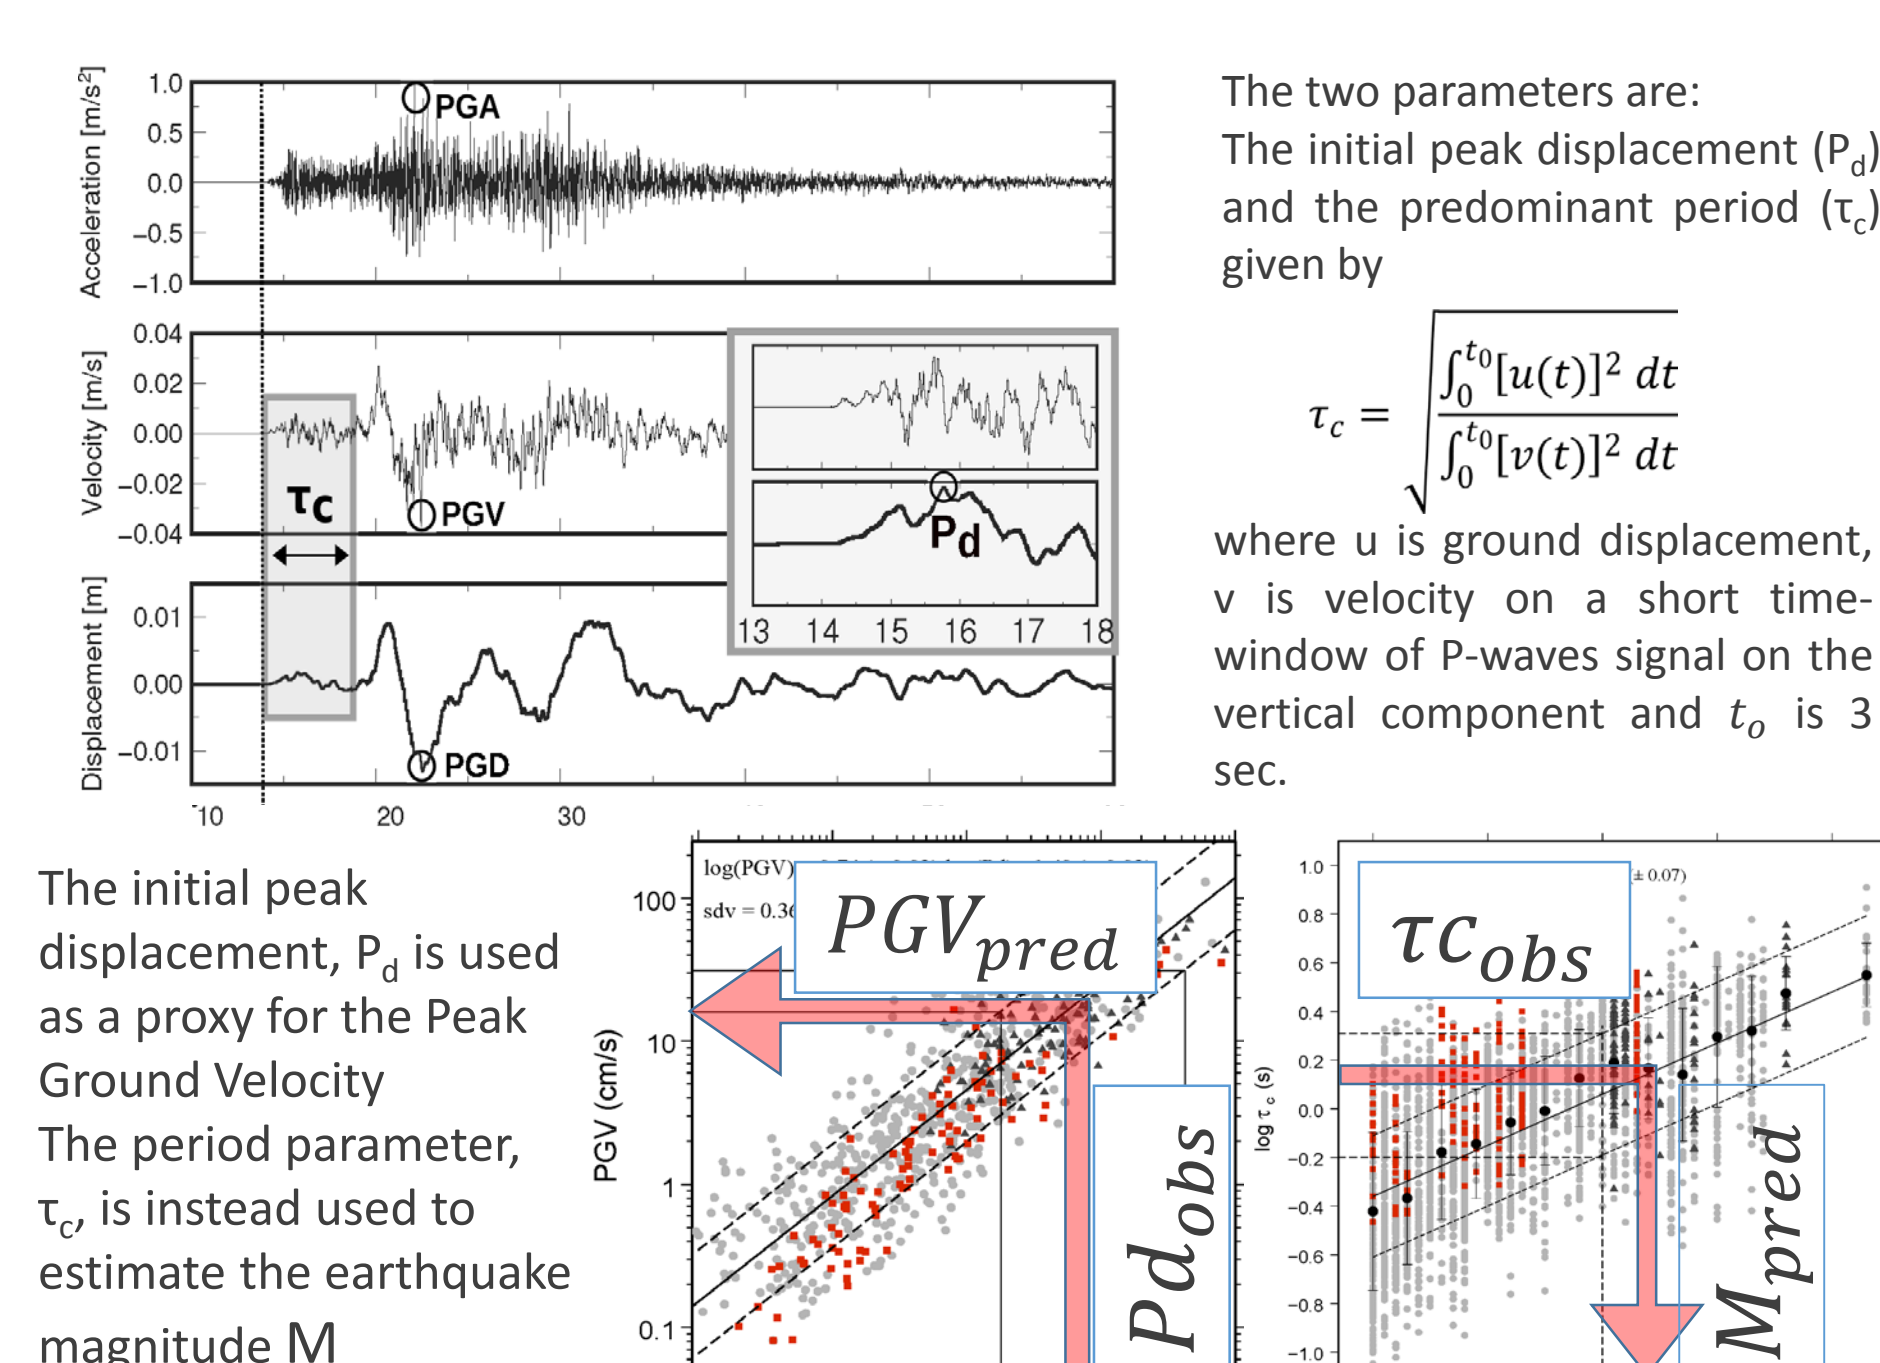 Acceleration [m/s²]
1.0
0.5
0.0
−0.5
−1.0
PGA
Velocity [m/s]
0.04
0.02
0.00
−0.02
−0.04
τc
PGV
Pd
13 14 15 16 17 18
Displacement [m]
0.01
0.00
−0.01
PGD
10 20 30
The two parameters are:
The initial peak displacement (Pd)
and the predominant period (τc)
given by
τc = √(∫₀^t₀ [u(t)]² dt / ∫₀^t₀ [v(t)]² dt)
where u is ground displacement,
v is velocity on a short time-
window of P-waves signal on the
vertical component and to is 3
sec.
The initial peak
displacement, Pd is used
as a proxy for the Peak
Ground Velocity
The period parameter,
τc, is instead used to
estimate the earthquake
magnitude M
log(PGV)
sdv = 0.36
PGVpred
PGV (cm/s)
100
10
1
0.1
Pdobs
τcobs
± 0.07)
log τc (s)
1.0
0.8
0.6
0.4
0.2
0.0
−0.2
−0.4
−0.6
−0.8
−1.0
Mpred